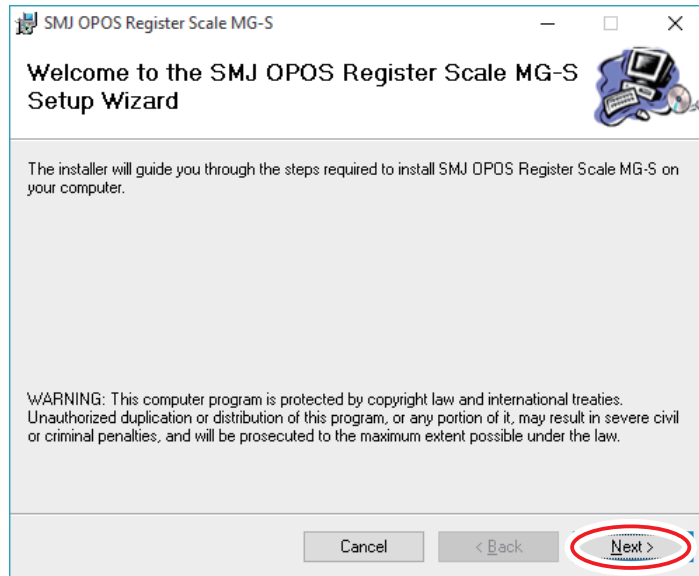 SMJ OPOS Register Scale MG-S
Welcome to the SMJ OPOS Register Scale MG-S
Setup Wizard
The installer will guide you through the steps required to install SMJ OPOS Register Scale MG-S on
your computer.
WARNING: This computer program is protected by copyright law and international treaties.
Unauthorized duplication or distribution of this program, or any portion of it, may result in severe civil
or criminal penalties, and will be prosecuted to the maximum extent possible under the law.
Cancel < Back Next >